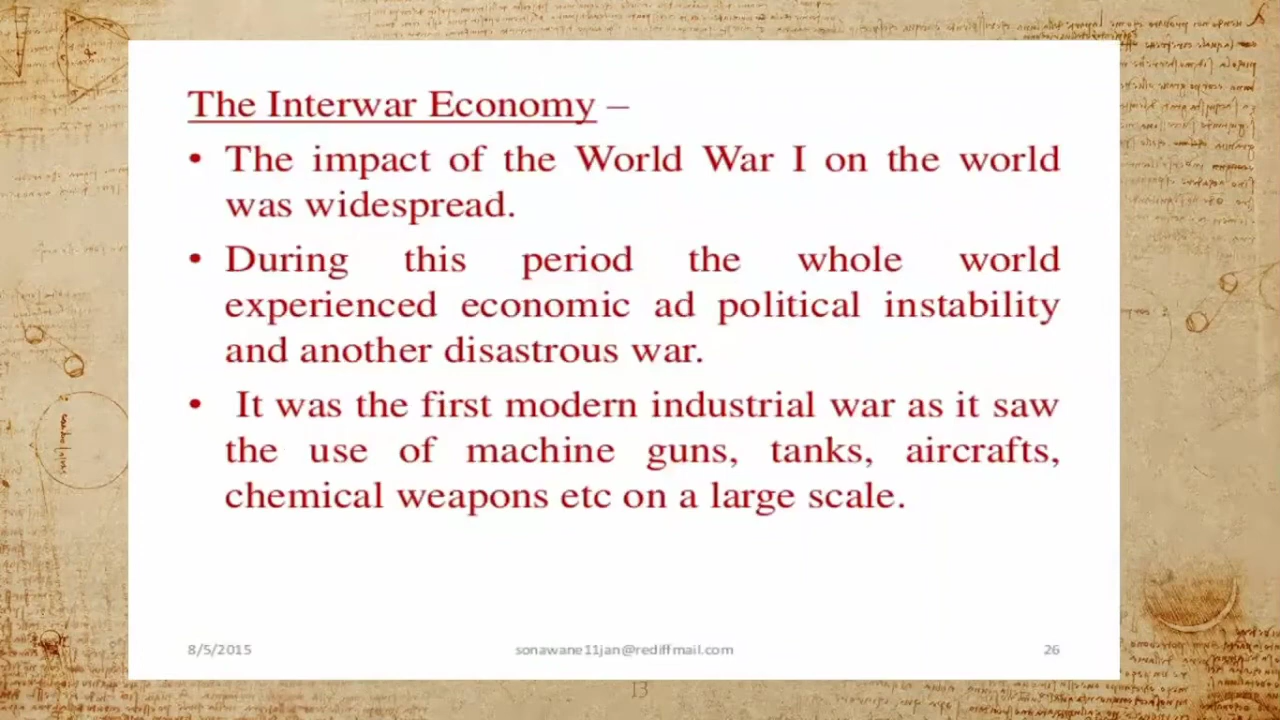 The Interwar Economy –
• The impact of the World War I on the world
was widespread.
• During this period the whole world
experienced economic ad political instability
and another disastrous war.
• It was the first modern industrial war as it saw
the use of machine guns, tanks, aircrafts,
chemical weapons etc on a large scale.
8/5/2015 sonawane11jan@rediffmail.com 26
13